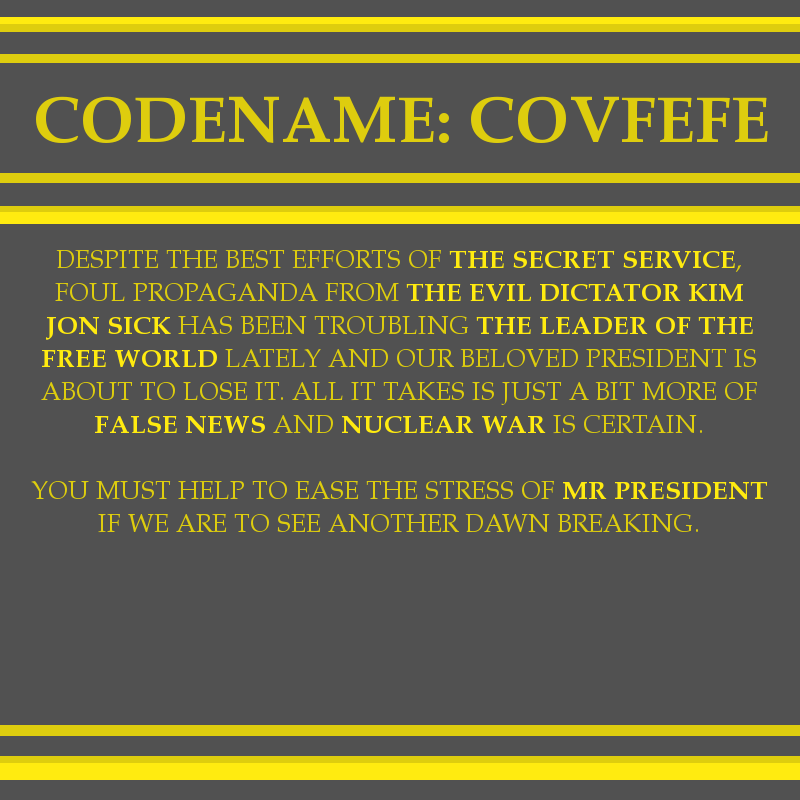 CODENAME: COVFEFE
DESPITE THE BEST EFFORTS OF THE SECRET SERVICE,
FOUL PROPAGANDA FROM THE EVIL DICTATOR KIM
JON SICK HAS BEEN TROUBLING THE LEADER OF THE
FREE WORLD LATELY AND OUR BELOVED PRESIDENT IS
ABOUT TO LOSE IT. ALL IT TAKES IS JUST A BIT MORE OF
FALSE NEWS AND NUCLEAR WAR IS CERTAIN.
YOU MUST HELP TO EASE THE STRESS OF MR PRESIDENT
IF WE ARE TO SEE ANOTHER DAWN BREAKING.